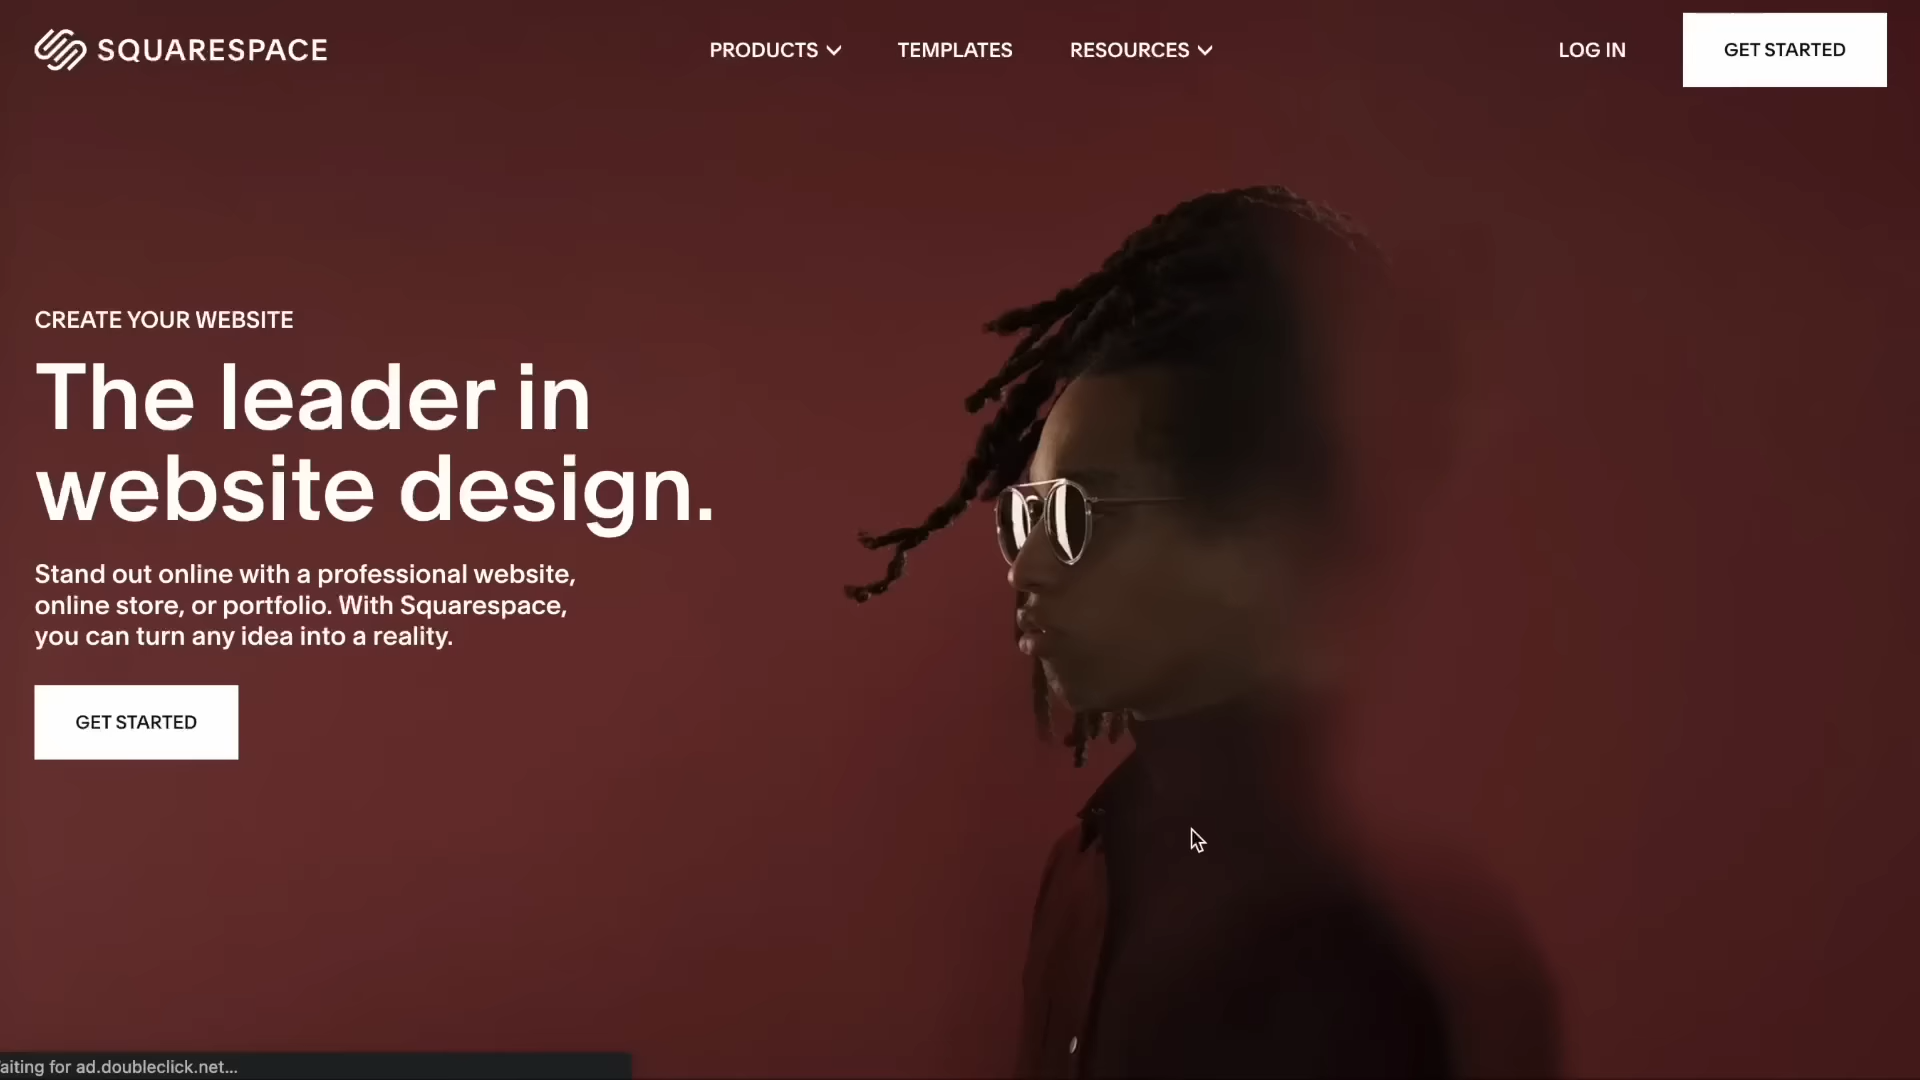 SQUARESPACE
PRODUCTS
TEMPLATES
RESOURCES
LOG IN
GET STARTED
CREATE YOUR WEBSITE
The leader in
website design.
Stand out online with a professional website,
online store, or portfolio. With Squarespace,
you can turn any idea into a reality.
GET STARTED
aiting for ad.doubleclick.net...